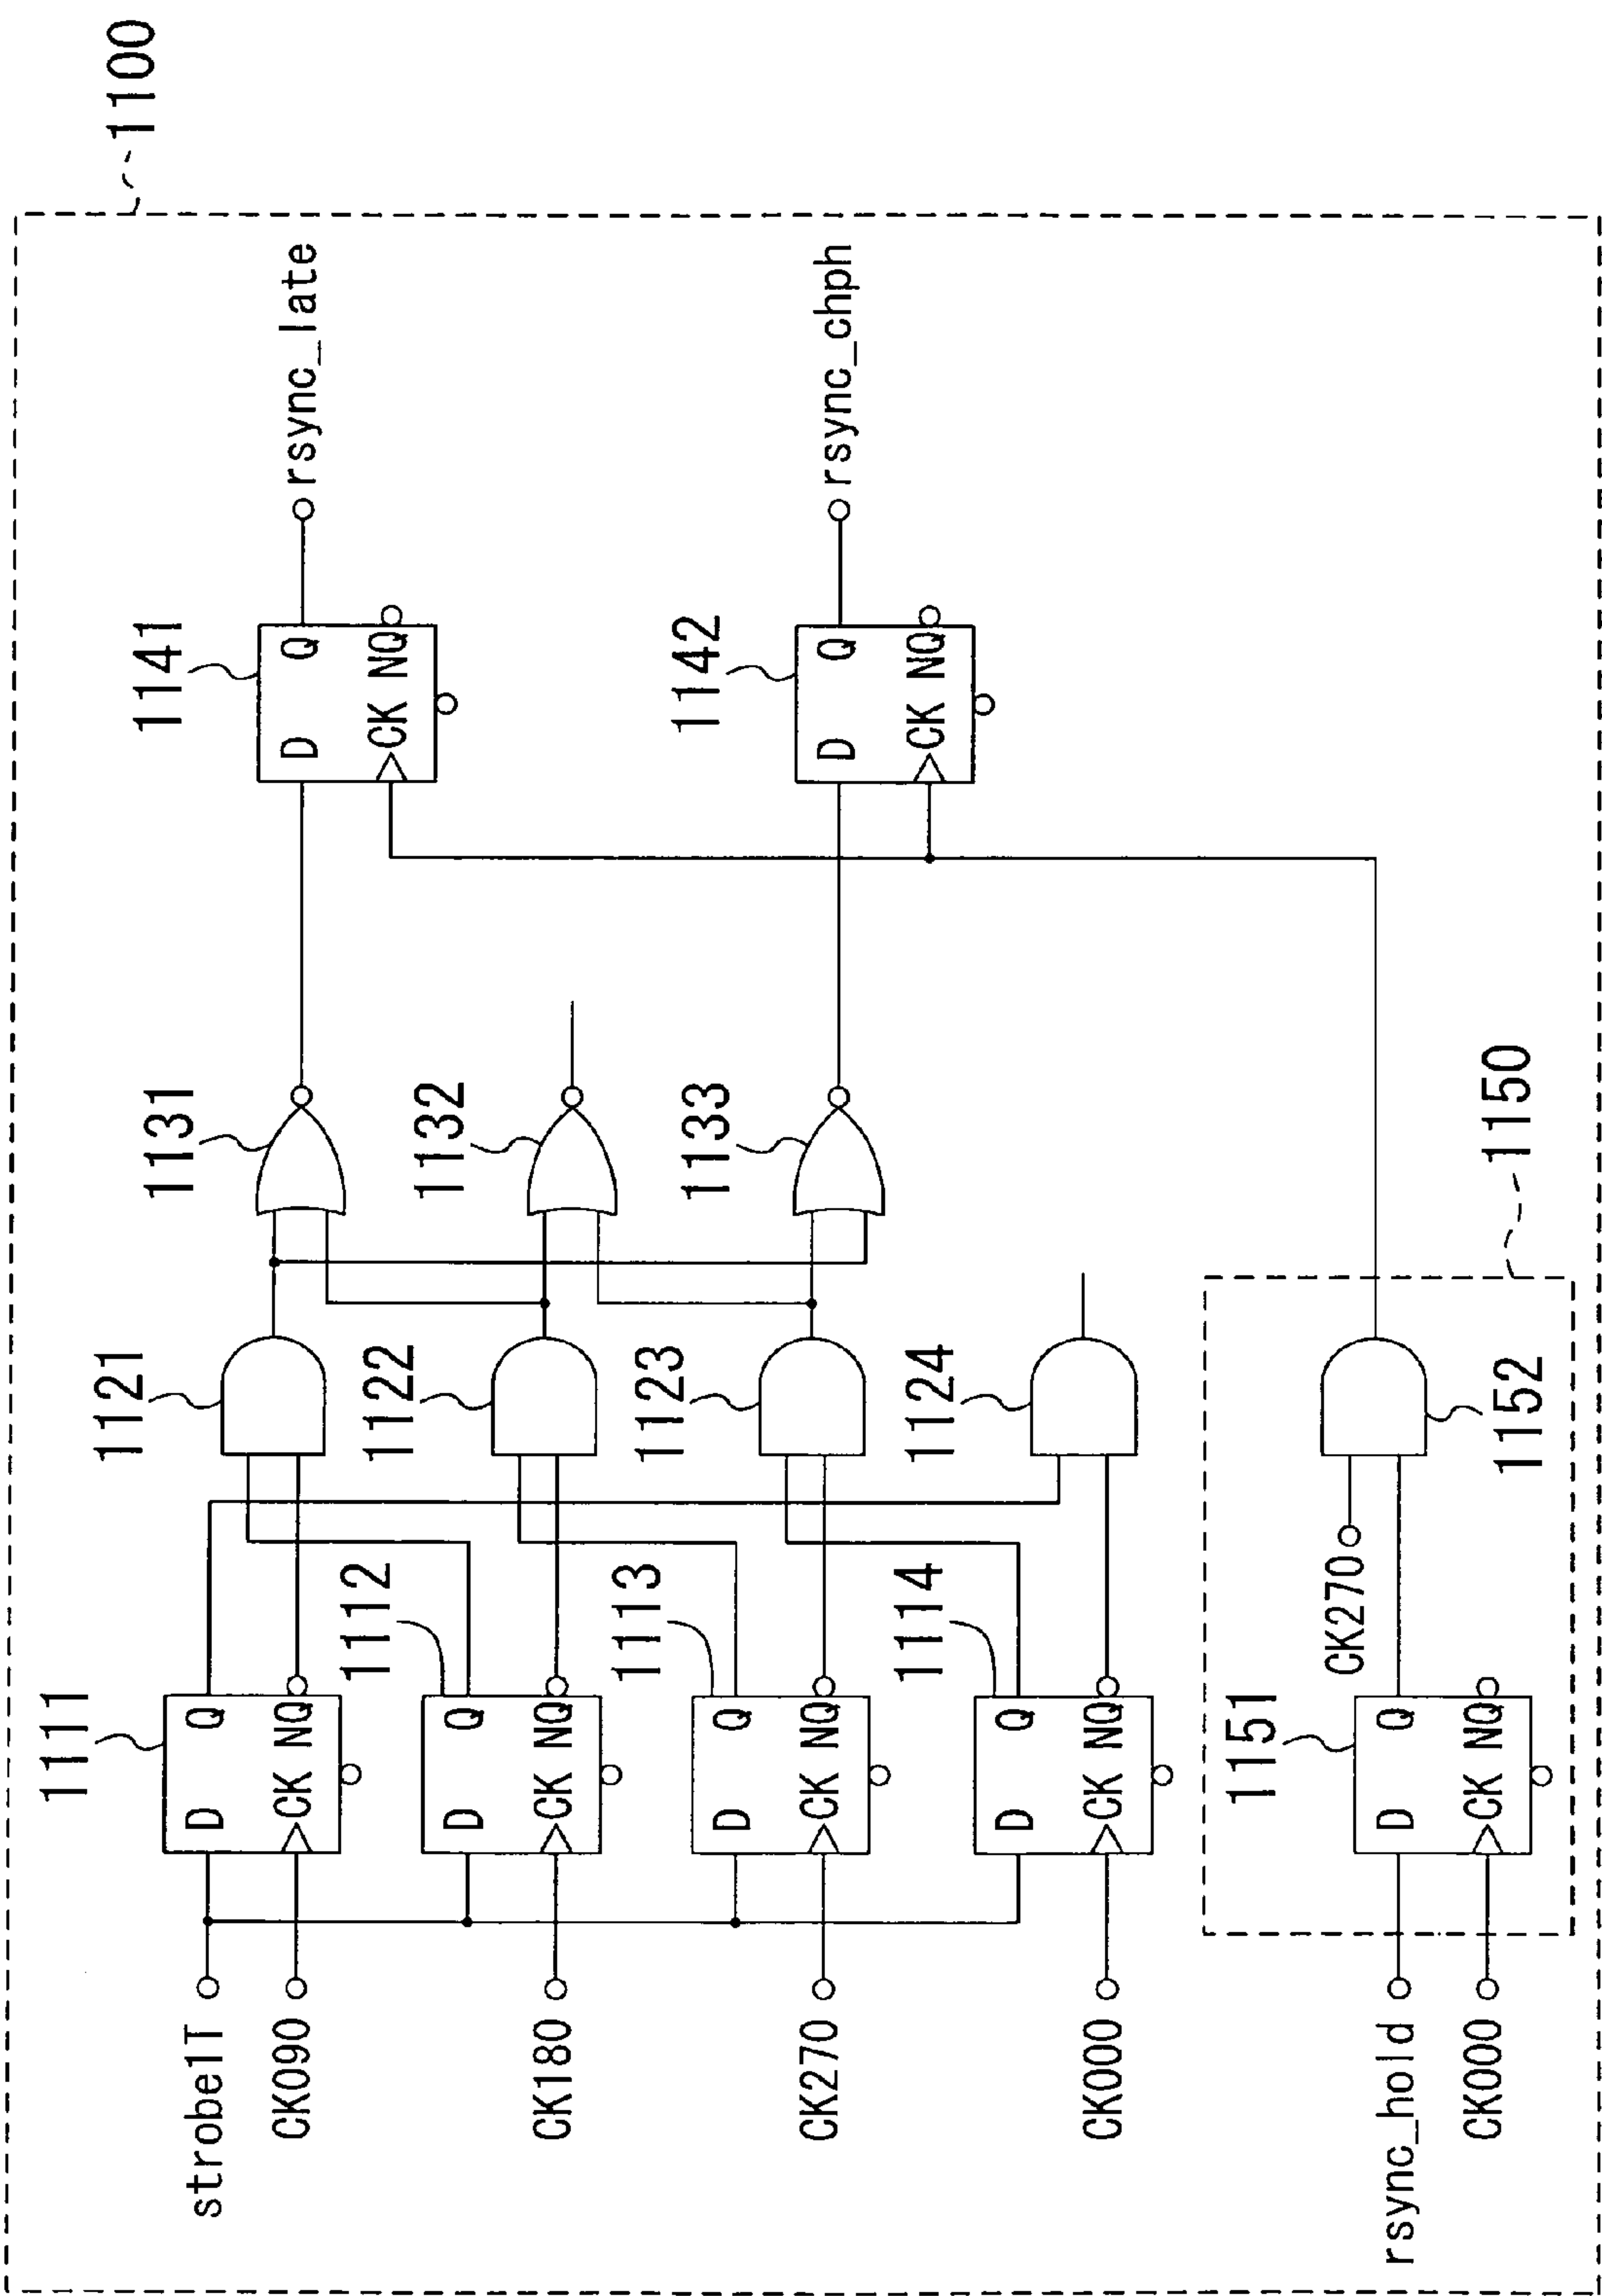 1100
rsync_late
rsync_chph
1141
D Q
CK NQ
1142
D Q
CK NQ
1131
1132
1133
1121
1122
1123
1124
1111
D Q
CK NQ
1112
D Q
CK NQ
1113
D Q
CK NQ
1114
D Q
CK NQ
strobe1T
CK090
CK180
CK270
CK000
1150
1152
CK270
1151
D Q
CK NQ
rsync_hold
CK000